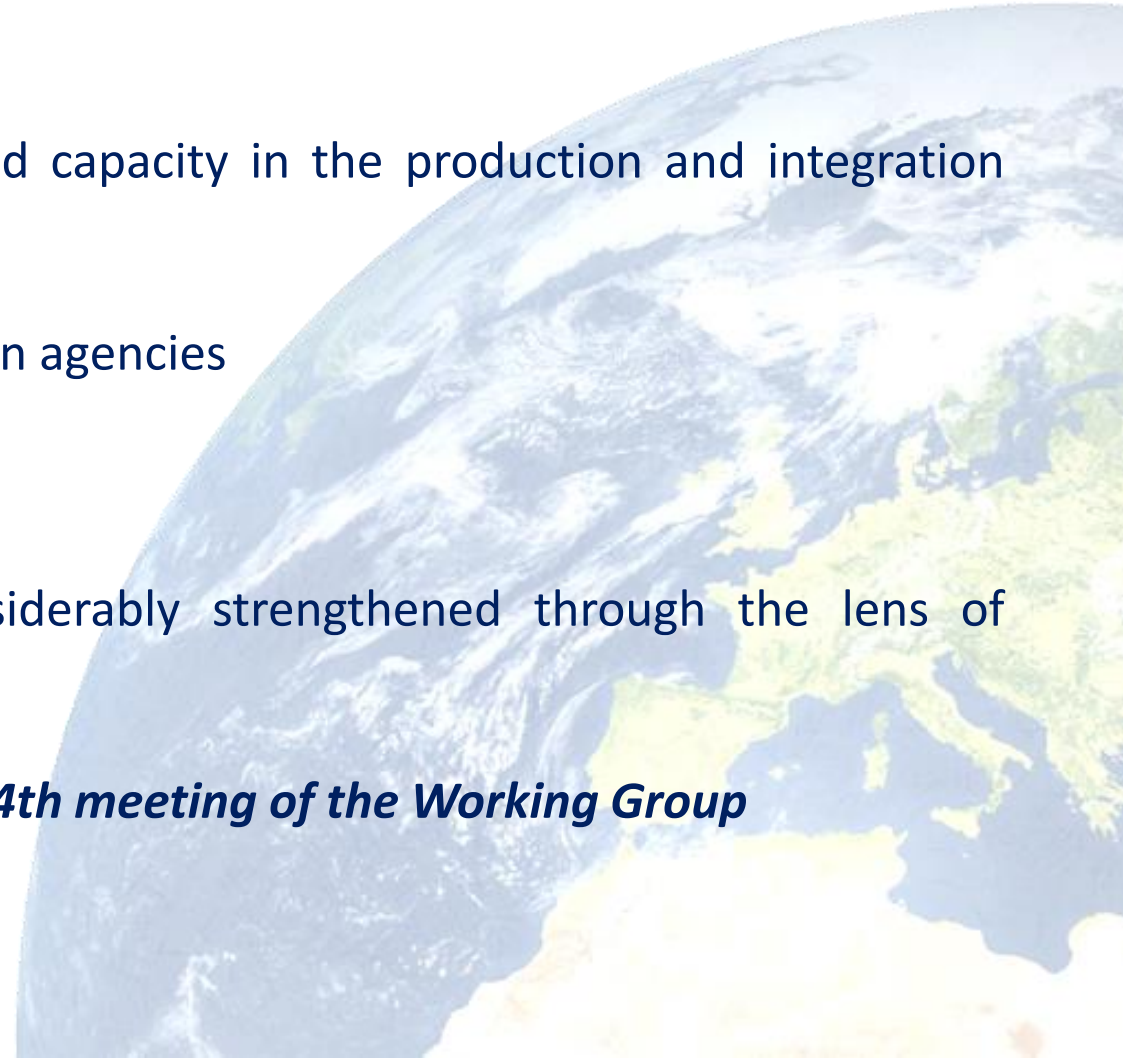 d capacity in the production and integration
n agencies
siderably strengthened through the lens of
4th meeting of the Working Group